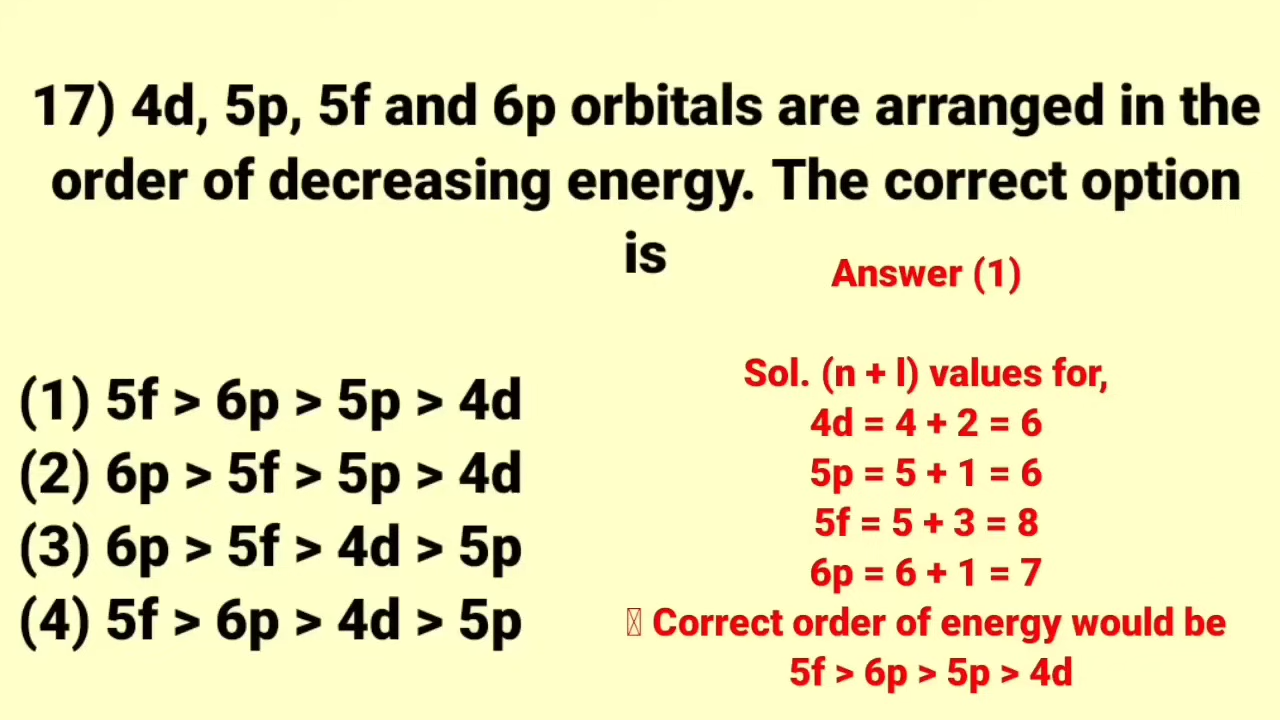 17) 4d, 5p, 5f and 6p orbitals are arranged in the
order of decreasing energy. The correct option
is
Answer (1)
(1) 5f > 6p > 5p > 4d
(2) 6p > 5f > 5p > 4d
(3) 6p > 5f > 4d > 5p
(4) 5f > 6p > 4d > 5p
Sol. (n + l) values for,
4d = 4 + 2 = 6
5p = 5 + 1 = 6
5f = 5 + 3 = 8
6p = 6 + 1 = 7
Correct order of energy would be
5f > 6p > 5p > 4d